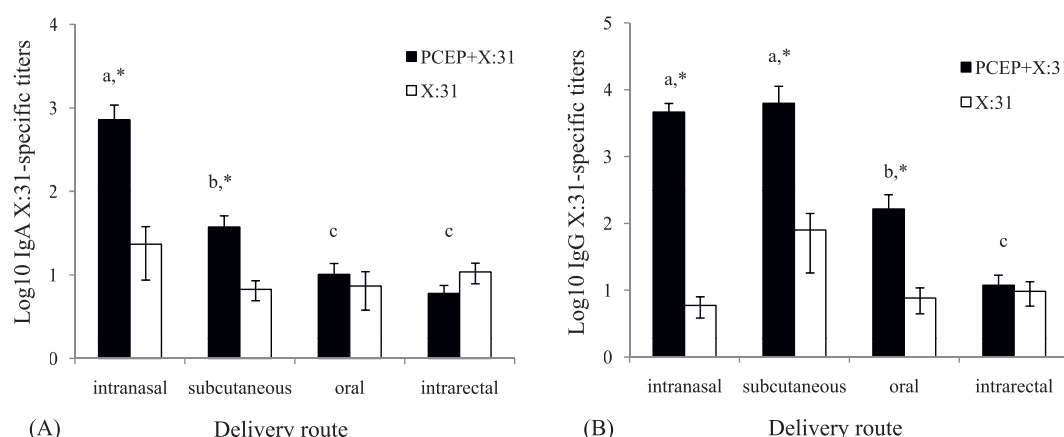 Log10 IgA X:31-specific titers
4
3
2
1
0
PCEP+X:31
X:31
a,*
b,*
c
c
intranasal subcutaneous oral intrarectal
(A) Delivery route
Log10 IgG X:31-specific titers
5
4
3
2
1
0
PCEP+X:3
X:31
a,*
a,*
b,*
c
intranasal subcutaneous oral intrarectal
(B) Delivery route